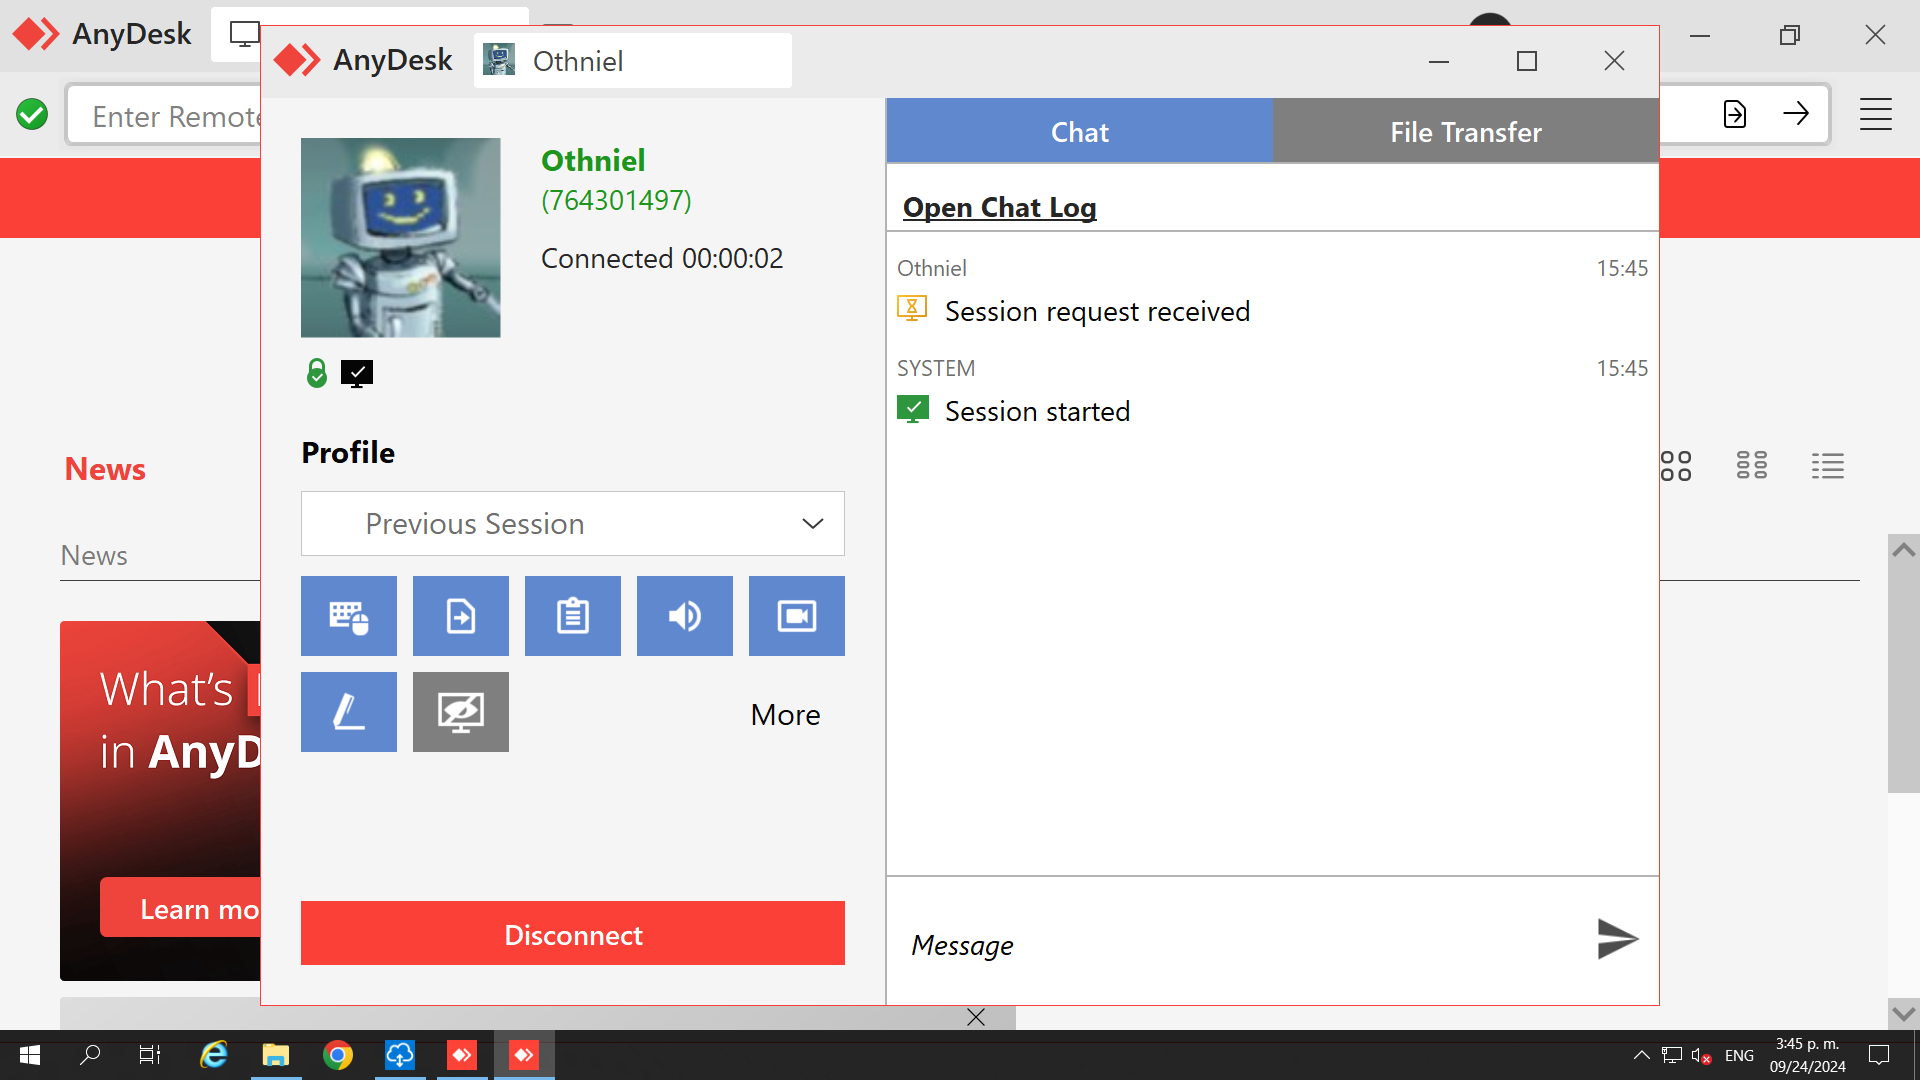 AnyDesk
Enter Remote
AnyDesk
Othniel
Othniel
(764301497)
Connected 00:00:02
Profile
Previous Session
More
Disconnect
Chat
File Transfer
Open Chat Log
Othniel
15:45
Session request received
SYSTEM
15:45
Session started
Message
News
News
What's
in AnyD
Learn mo
ENG
3:45 p. m.
09/24/2024